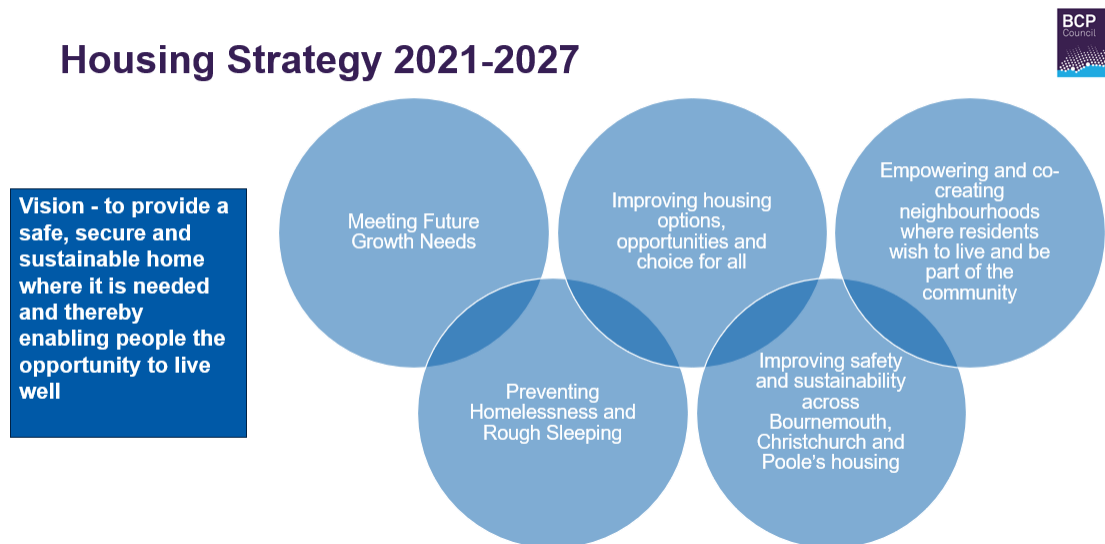 BCP
Council
Housing Strategy 2021-2027
Vision - to provide a
safe, secure and
sustainable home
where it is needed
and thereby
enabling people the
opportunity to live
well
Meeting Future
Growth Needs
Improving housing
options,
opportunities and
choice for all
Empowering and co-
creating
neighbourhoods
where residents
wish to live and be
part of the
community
Preventing
Homelessness and
Rough Sleeping
Improving safety
and sustainability
across
Bournemouth,
Christchurch and
Poole's housing